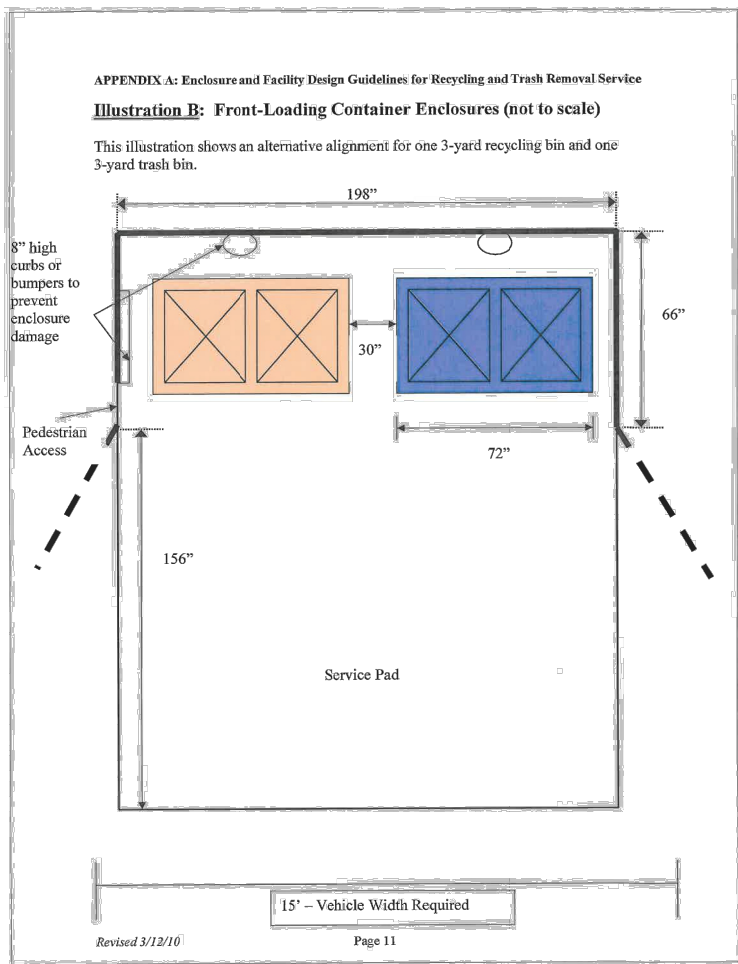 APPENDIX A: Enclosure and Facility Design Guidelines for Recycling and Trash Removal Service
Illustration B: Front-Loading Container Enclosures (not to scale)
This illustration shows an alternative alignment for one 3-yard recycling bin and one
3-yard trash bin.
198”
8” high
curbs or
bumpers to
prevent
enclosure
damage
66”
30”
Pedestrian
Access
72”
156”
Service Pad
15’ – Vehicle Width Required
Revised 3/12/10
Page 11